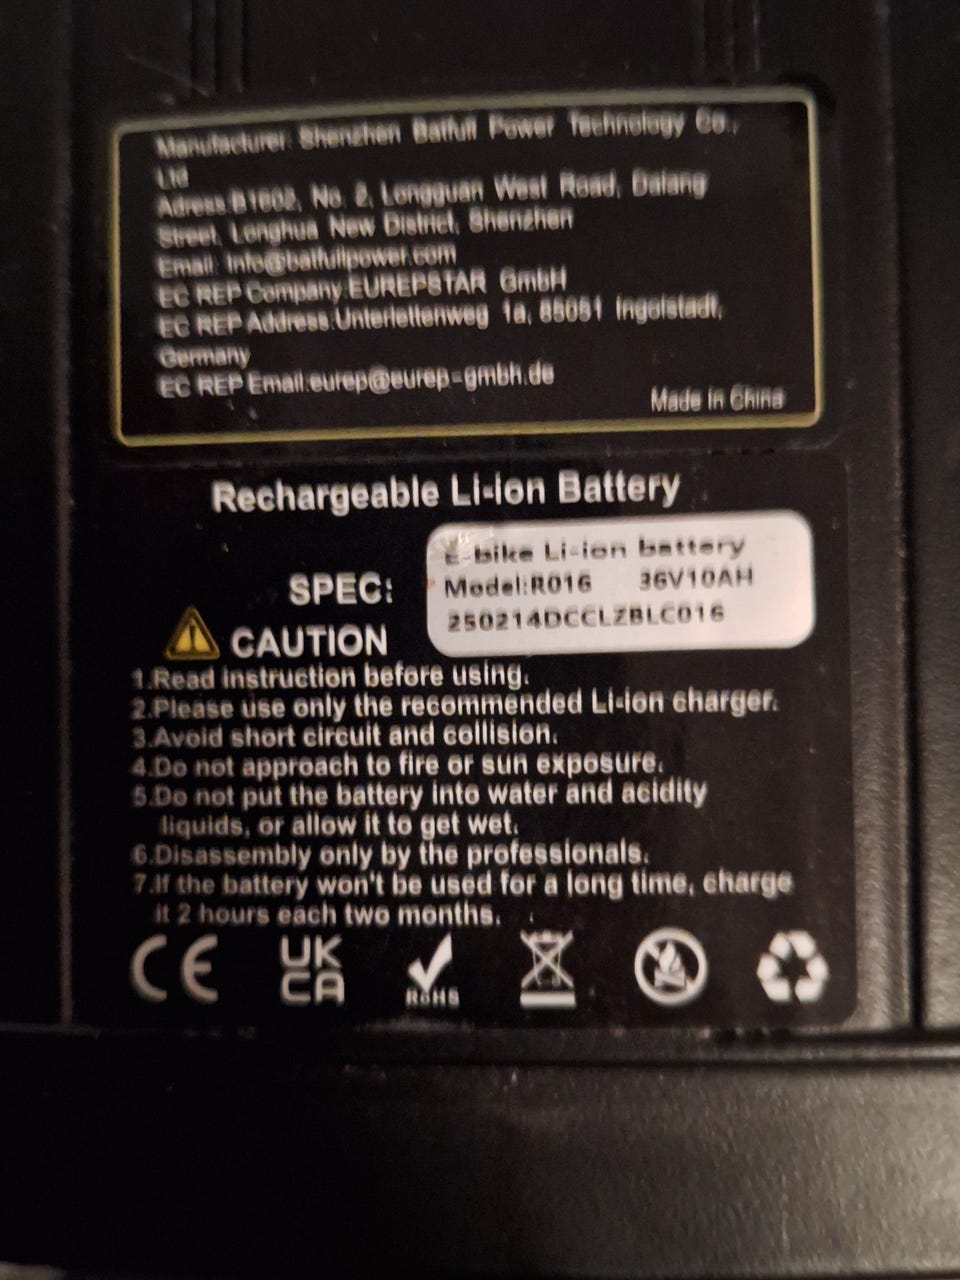 Manufacturer: Shenzhen Batfull Power Technology Co.,
Ltd
Adress:B1602, No. 2, Longguan West Road, Dalang
Street, Longhua New District, Shenzhen
Email: Info@batfullpower.com
EC REP Company:EUREPSTAR GmbH
EC REP Address:Unterlettenweg 1a, 85051 Ingolstadt,
Germany
EC REP Email:eurep@eurep-gmbh.de
Made in China
Rechargeable Li-ion Battery
SPEC:
E-bike Li-ion battery
Model:R016 36V10AH
250214DCCLZBLC016
CAUTION
1.Read instruction before using.
2.Please use only the recommended Li-ion charger.
3.Avoid short circuit and collision.
4.Do not approach to fire or sun exposure.
5.Do not put the battery into water and acidity
liquids, or allow it to get wet.
6.Disassembly only by the professionals.
7.If the battery won't be used for a long time, charge
it 2 hours each two months.
CE UK CA RoHS